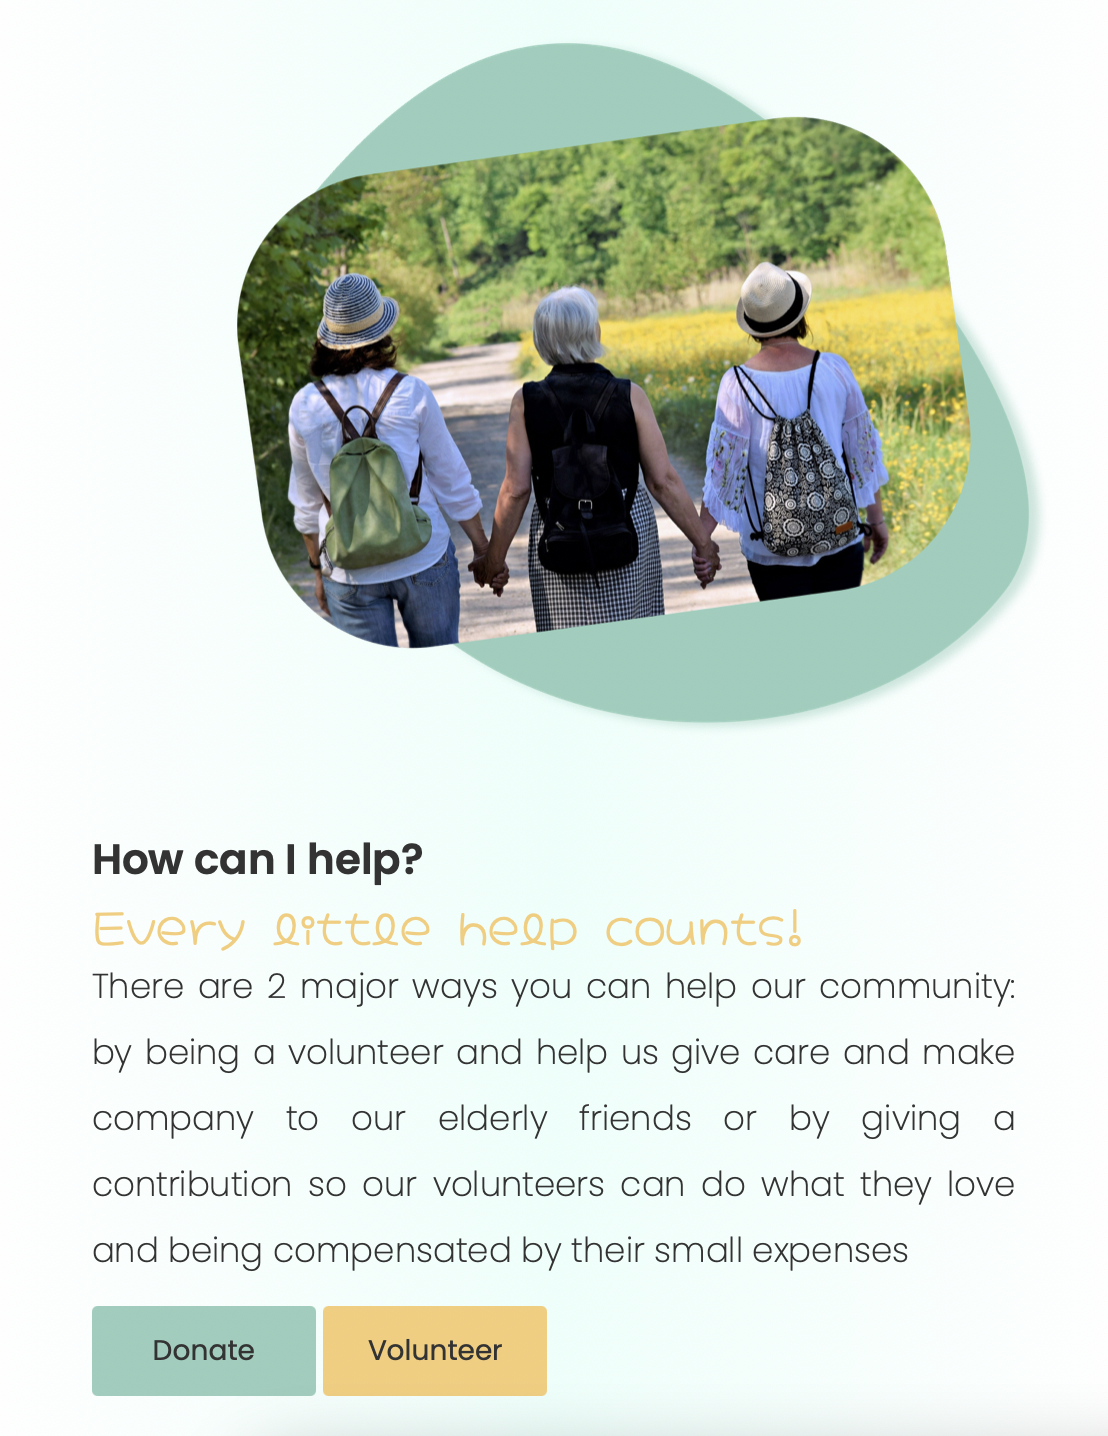 How can I help?
Every little help counts!
There are 2 major ways you can help our community:
by being a volunteer and help us give care and make
company to our elderly friends or by giving a
contribution so our volunteers can do what they love
and being compensated by their small expenses
Donate
Volunteer